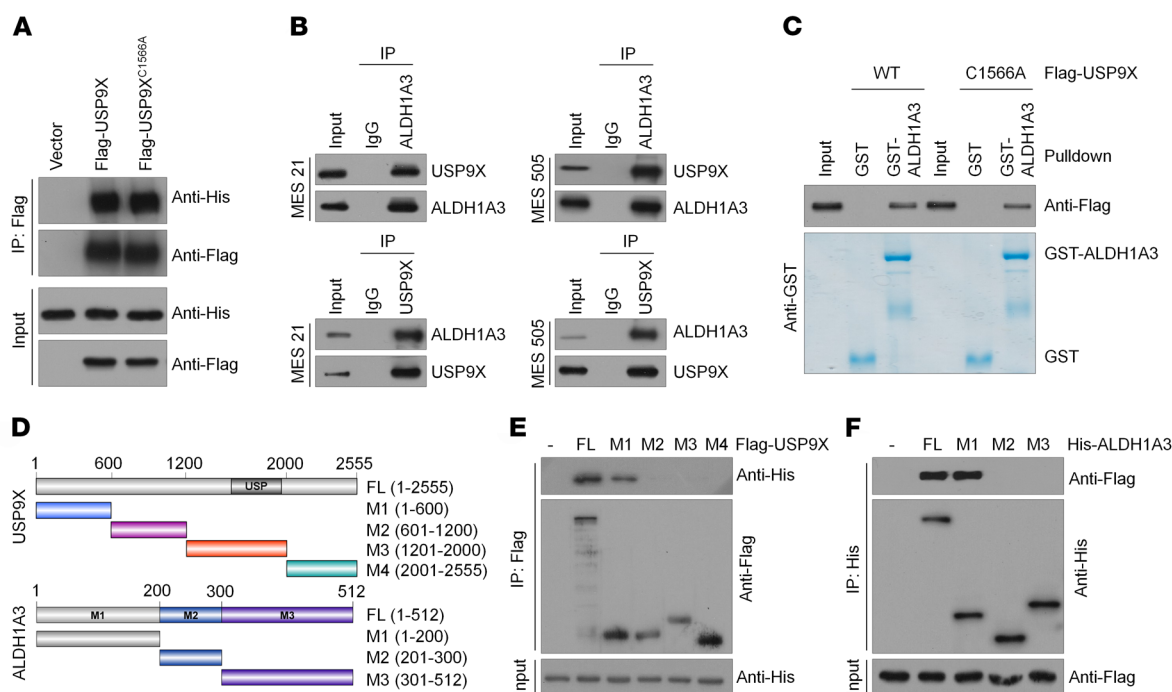 A
Vector
Flag-USP9X
Flag-USP9X^C1566A
IP: Flag
Anti-His
Anti-Flag
Input
Anti-His
Anti-Flag
B
IP
Input
IgG
ALDH1A3
MES 21
USP9X
ALDH1A3
IP
Input
IgG
ALDH1A3
MES 505
USP9X
ALDH1A3
IP
Input
IgG
USP9X
MES 21
ALDH1A3
USP9X
IP
Input
IgG
USP9X
MES 505
ALDH1A3
USP9X
C
WT C1566A Flag-USP9X
Input
GST
GST-
ALDH1A3
Input
GST
GST-
ALDH1A3
Pulldown
Anti-Flag
Anti-GST
GST-ALDH1A3
GST
D
1 600 1200 2000 2555
USP9X
USP
FL (1-2555)
M1 (1-600)
M2 (601-1200)
M3 (1201-2000)
M4 (2001-2555)
1 200 300 512
ALDH1A3
M1 M2 M3
FL (1-512)
M1 (1-200)
M2 (201-300)
M3 (301-512)
E
- FL M1 M2 M3 M4 Flag-USP9X
IP: Flag
Anti-His
Anti-Flag
Input
Anti-His
F
- FL M1 M2 M3 His-ALDH1A3
IP: His
Anti-Flag
Anti-His
Input
Anti-Flag